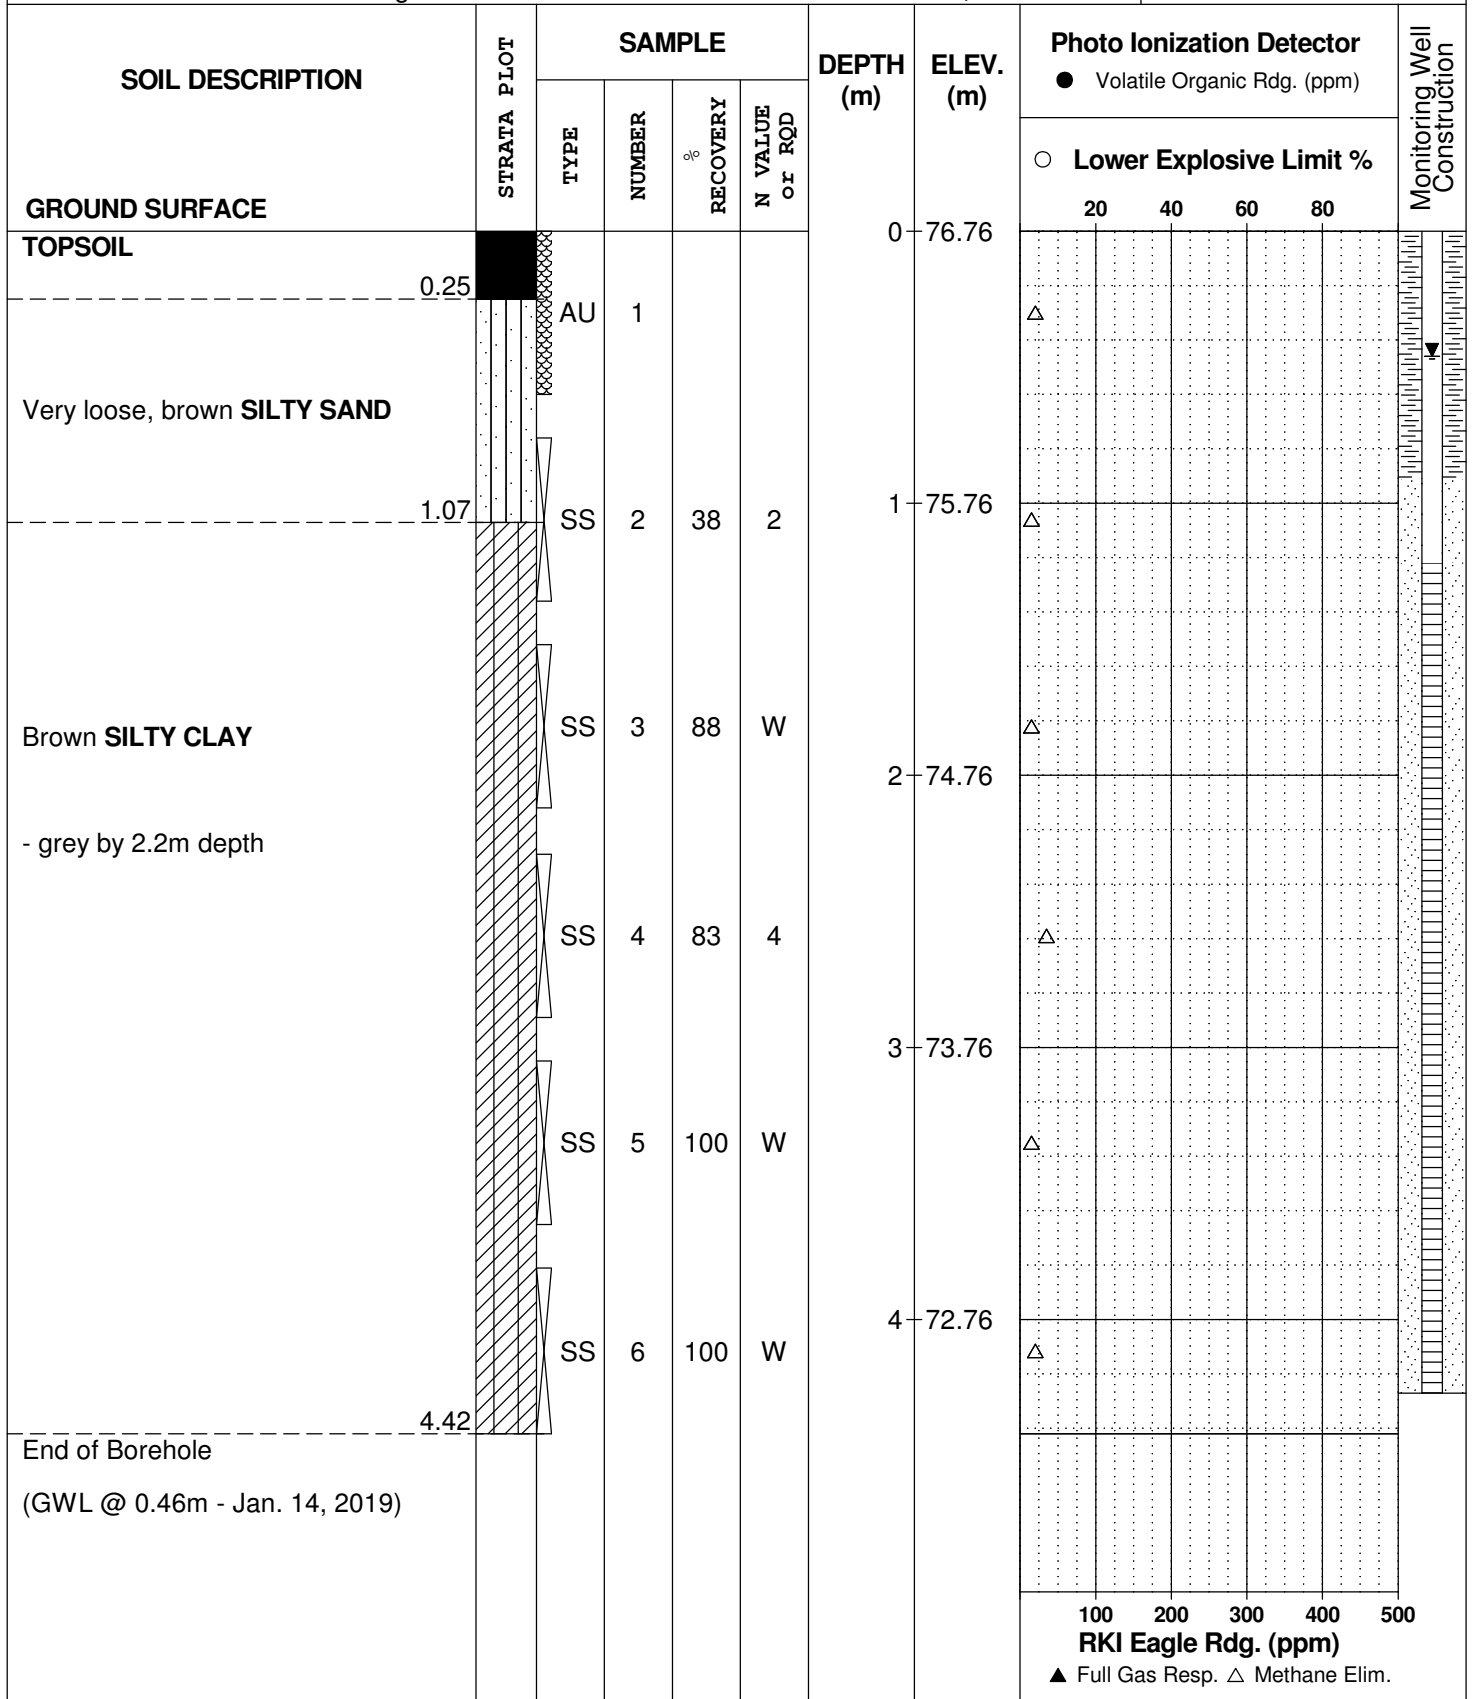 SOIL DESCRIPTION
GROUND SURFACE
STRATA PLOT
SAMPLE
TYPE
NUMBER
% RECOVERY
N VALUE or RQD
DEPTH (m)
ELEV. (m)
Photo Ionization Detector
● Volatile Organic Rdg. (ppm)
○ Lower Explosive Limit %
20 40 60 80
Monitoring Well Construction
TOPSOIL
0 76.76
0.25
AU 1
Very loose, brown SILTY SAND
1.07
SS 2 38 2
1 75.76
Brown SILTY CLAY
SS 3 88 W
2 74.76
- grey by 2.2m depth
SS 4 83 4
3 73.76
SS 5 100 W
4 72.76
SS 6 100 W
4.42
End of Borehole
(GWL @ 0.46m - Jan. 14, 2019)
100 200 300 400 500
RKI Eagle Rdg. (ppm)
▲ Full Gas Resp. △ Methane Elim.